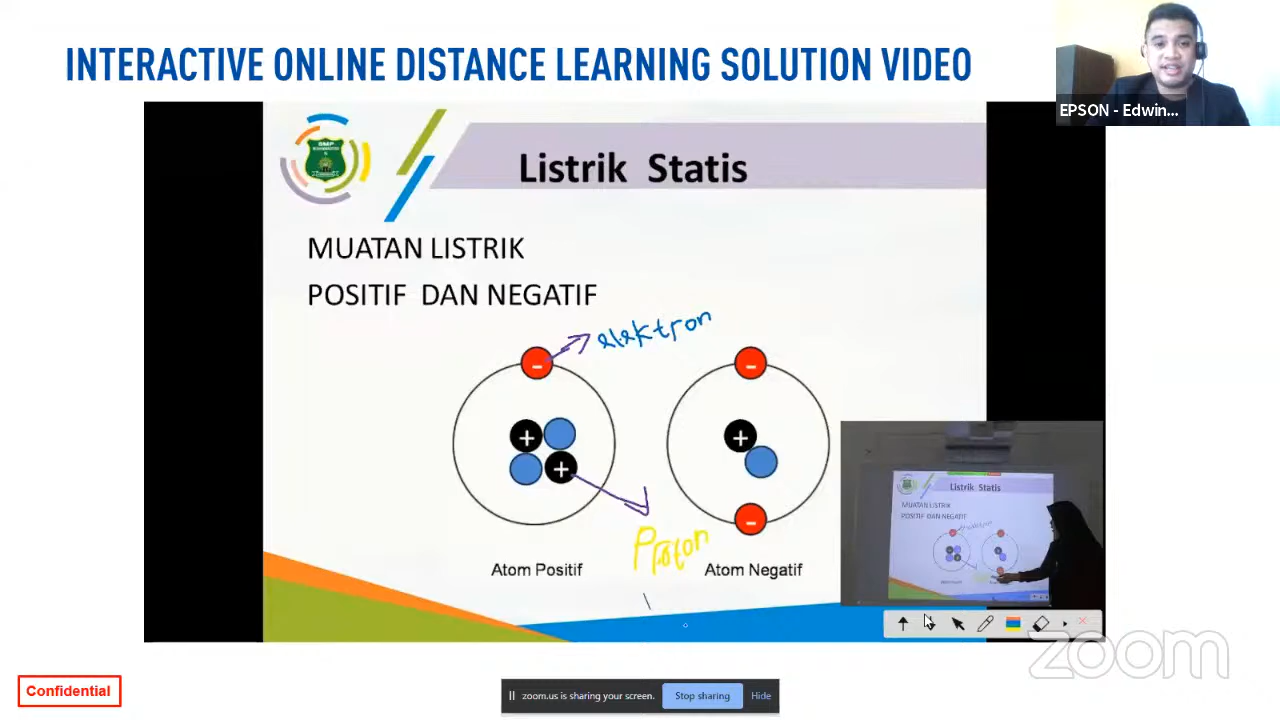 INTERACTIVE ONLINE DISTANCE LEARNING SOLUTION VIDEO
EPSON - Edwin...
SMP
Listrik Statis
MUATAN LISTRIK
POSITIF DAN NEGATIF
elektron
-
-
+
+
+
-
Proton
Atom Positif
Atom Negatif
Listrik Statis
MUATAN LISTRIK
POSITIF DAN NEGATIF
zoom
Confidential
zoom.us is sharing your screen.
Stop sharing
Hide